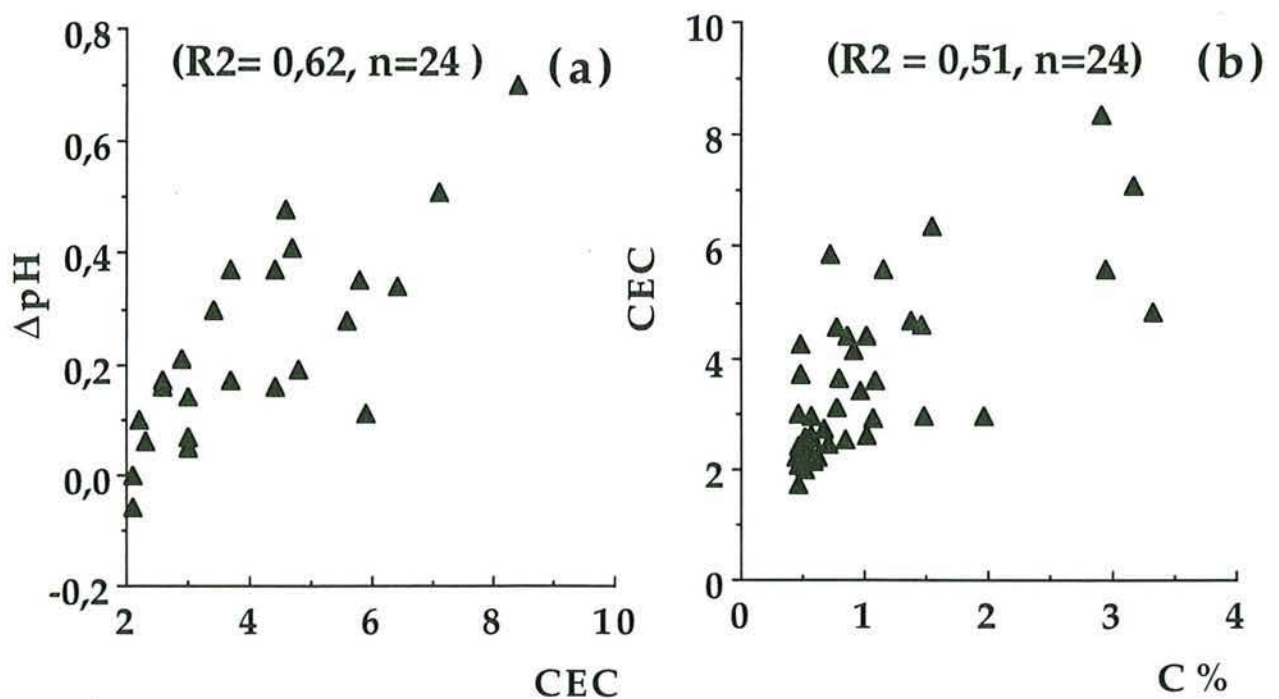 0,8
(R2= 0,62, n=24 ) (a)
0,6
0,4
ΔpH
0,2
0,0
-0,2
2 4 6 8 10
CEC
10
(R2 = 0,51, n=24) (b)
8
6
CEC
4
2
0
0 1 2 3 4
C %